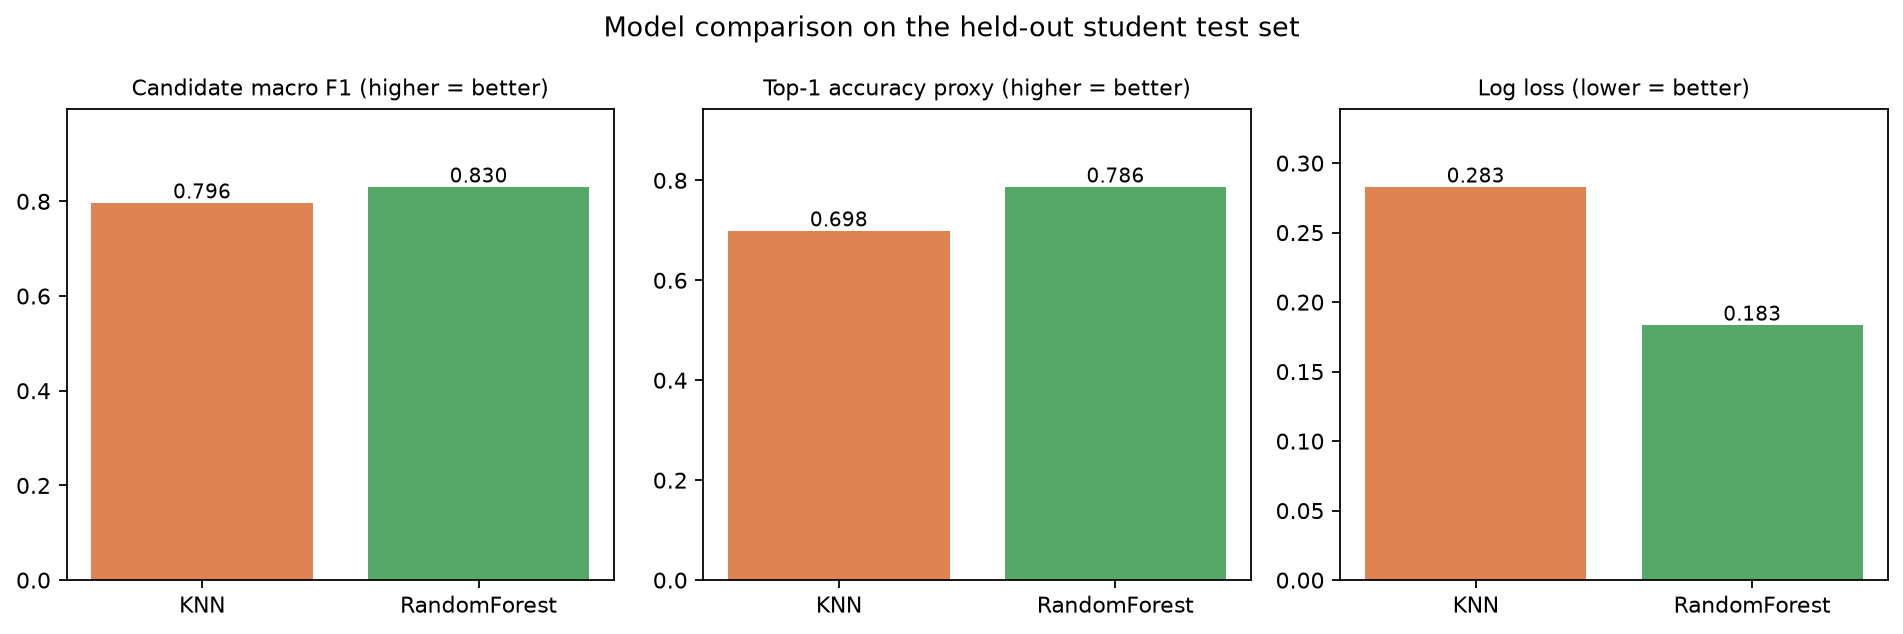 Model comparison on the held-out student test set
Candidate macro F1 (higher = better)
0.8
0.6
0.4
0.2
0.0
0.796
0.830
KNN
RandomForest
Top-1 accuracy proxy (higher = better)
0.8
0.6
0.4
0.2
0.0
0.698
0.786
KNN
RandomForest
Log loss (lower = better)
0.30
0.25
0.20
0.15
0.10
0.05
0.00
0.283
0.183
KNN
RandomForest